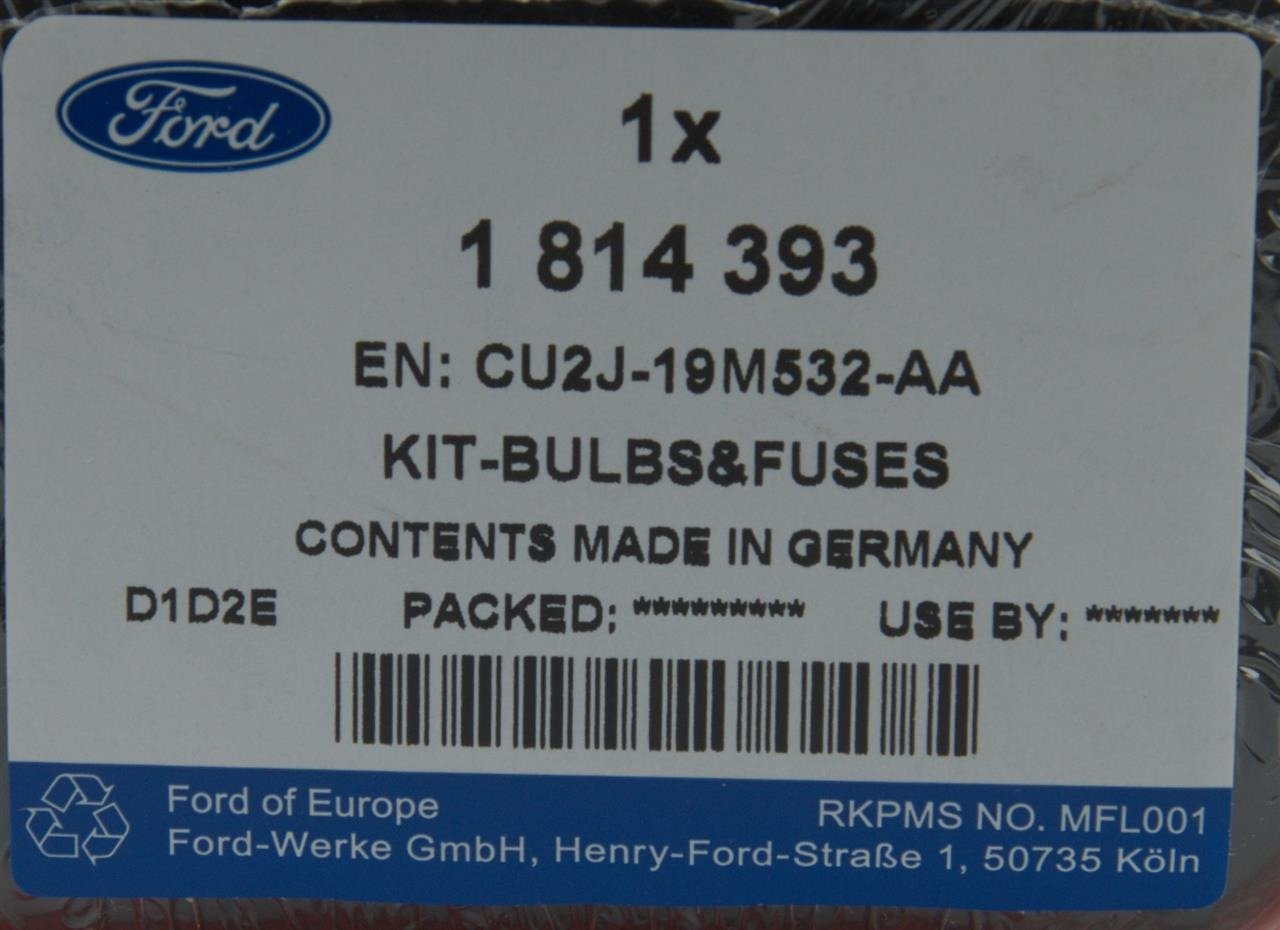 Ford
1x
1 814 393
EN: CU2J-19M532-AA
KIT-BULBS&FUSES
CONTENTS MADE IN GERMANY
D1D2E PACKED: ********* USE BY: *******
Ford of Europe
RKPMS NO. MFL001
Ford-Werke GmbH, Henry-Ford-Straße 1, 50735 Köln